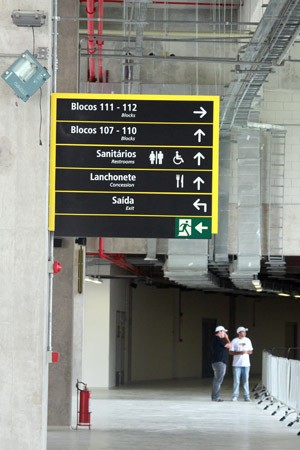 Blocos 111 - 112
Blocks
Blocos 107 - 110
Blocks
Sanitários
Restrooms
Lanchonete
Concession
Saída
Exit